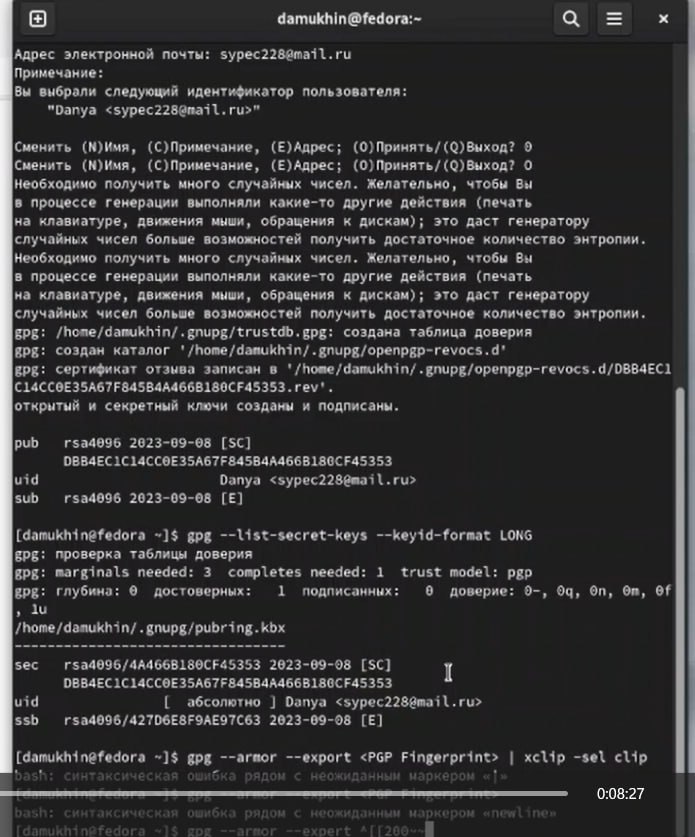 damukhin@fedora:~
Адрес электронной почты: sypec228@mail.ru
Примечание:
Вы выбрали следующий идентификатор пользователя:
"Danya <sypec228@mail.ru>"
Сменить (N)Имя, (C)Примечание, (E)Адрес; (O)Принять/(Q)Выход? 0
Сменить (N)Имя, (C)Примечание, (E)Адрес; (O)Принять/(Q)Выход? O
Необходимо получить много случайных чисел. Желательно, чтобы Вы
в процессе генерации выполняли какие-то другие действия (печать
на клавиатуре, движения мыши, обращения к дискам); это даст генератору
случайных чисел больше возможностей получить достаточное количество энтропии.
Необходимо получить много случайных чисел. Желательно, чтобы Вы
в процессе генерации выполняли какие-то другие действия (печать
на клавиатуре, движения мыши, обращения к дискам); это даст генератору
случайных чисел больше возможностей получить достаточное количество энтропии.
gpg: /home/damukhin/.gnupg/trustdb.gpg: создана таблица доверия
gpg: создан каталог '/home/damukhin/.gnupg/openpgp-revocs.d'
gpg: сертификат отзыва записан в '/home/damukhin/.gnupg/openpgp-revocs.d/DBB4EC1
C14CC0E35A67F845B4A466B180CF45353.rev'.
открытый и секретный ключи созданы и подписаны.
pub rsa4096 2023-09-08 [SC]
DBB4EC1C14CC0E35A67F845B4A466B180CF45353
uid Danya <sypec228@mail.ru>
sub rsa4096 2023-09-08 [E]
[damukhin@fedora ~]$ gpg --list-secret-keys --keyid-format LONG
gpg: проверка таблицы доверия
gpg: marginals needed: 3 completes needed: 1 trust model: pgp
gpg: глубина: 0 достоверных: 1 подписанных: 0 доверие: 0-, 0q, 0n, 0m, 0f
, 1u
/home/damukhin/.gnupg/pubring.kbx
---------------------------------
sec rsa4096/4A466B180CF45353 2023-09-08 [SC]
DBB4EC1C14CC0E35A67F845B4A466B180CF45353
uid [ абсолютно ] Danya <sypec228@mail.ru>
ssb rsa4096/427D6E8F9AE97C63 2023-09-08 [E]
[damukhin@fedora ~]$ gpg --armor --export <PGP Fingerprint> | xclip -sel clip
bash: синтаксическая ошибка рядом с неожиданным маркером «|»
[damukhin@fedora ~]$ gpg --armor --export <PGP Fingerprint>
0:08:27
bash: синтаксическая ошибка рядом с неожиданным маркером «newline»
[damukhin@fedora ~]$ gpg --armor --expert ^[[200~~